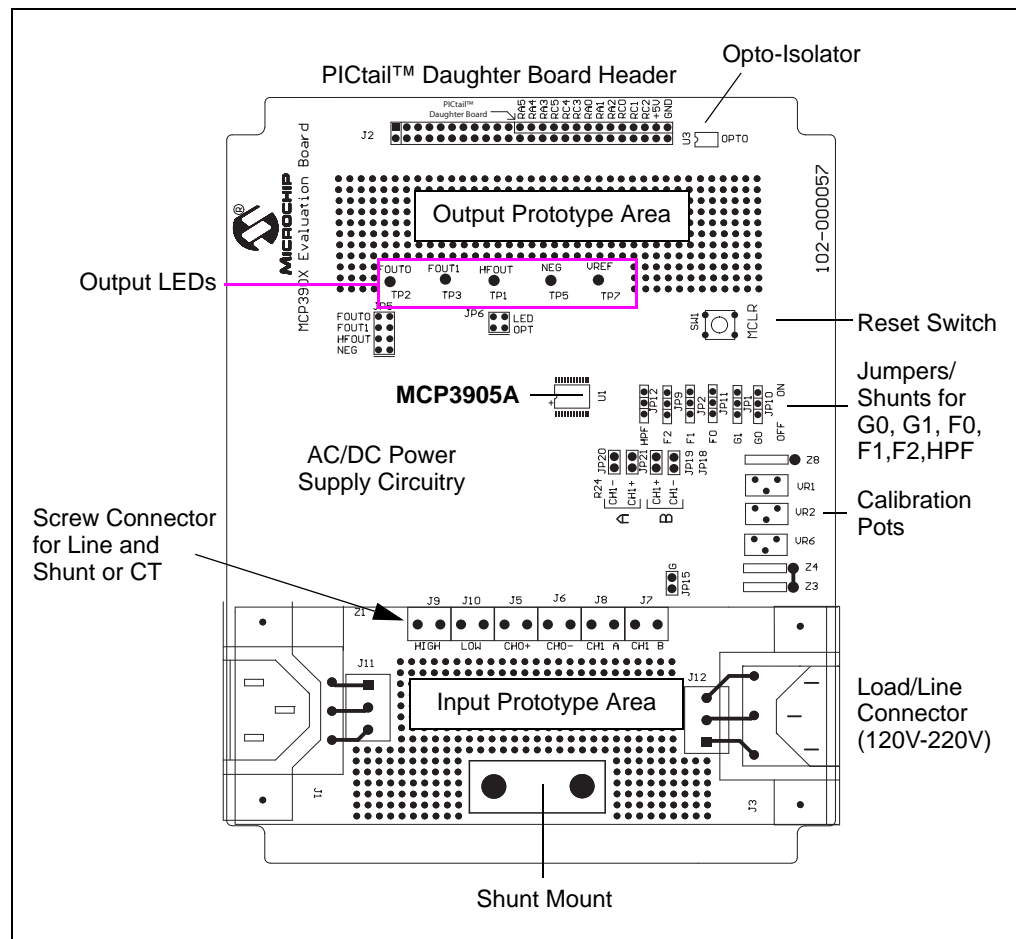 Opto-Isolator
PICtail™ Daughter Board Header
PICtail™
Daughter Board
RA5
RA4
RA3
RC5
RC4
RC3
RA0
RA1
RA2
RC0
RC1
RC2
+5V
GND
J2
U3
OPTO
®
MICROCHIP
MCP390X Evaluation Board
102-000057
Output Prototype Area
Output LEDs
FOUT0
FOUT1
HFOUT
NEG
VREF
TP2
TP3
TP1
TP5
TP7
JP5
FOUT0
FOUT1
HFOUT
NEG
JP6
LED
OPT
SW1
MCLR
Reset Switch
MCP3905A
+
U1
JP12
JP9
JP2
JP11
JP1
JP10
ON
HPF
F2
F1
F0
G1
G0
OFF
Jumpers/
Shunts for
G0, G1, F0,
F1,F2,HPF
AC/DC Power
Supply Circuitry
JP20
JP21
JP19
JP18
R24
CH1-
CH1+
CH1+
CH1-
A
B
Z8
VR1
VR2
VR6
Z4
Z3
Calibration
Pots
Screw Connector
for Line and
Shunt or CT
G
JP15
Z1
J9
J10
J5
J6
J8
J7
HIGH
LOW
CH0+
CH0-
CH1 A
CH1 B
J11
J12
Input Prototype Area
Load/Line
Connector
(120V-220V)
J1
J3
Shunt Mount